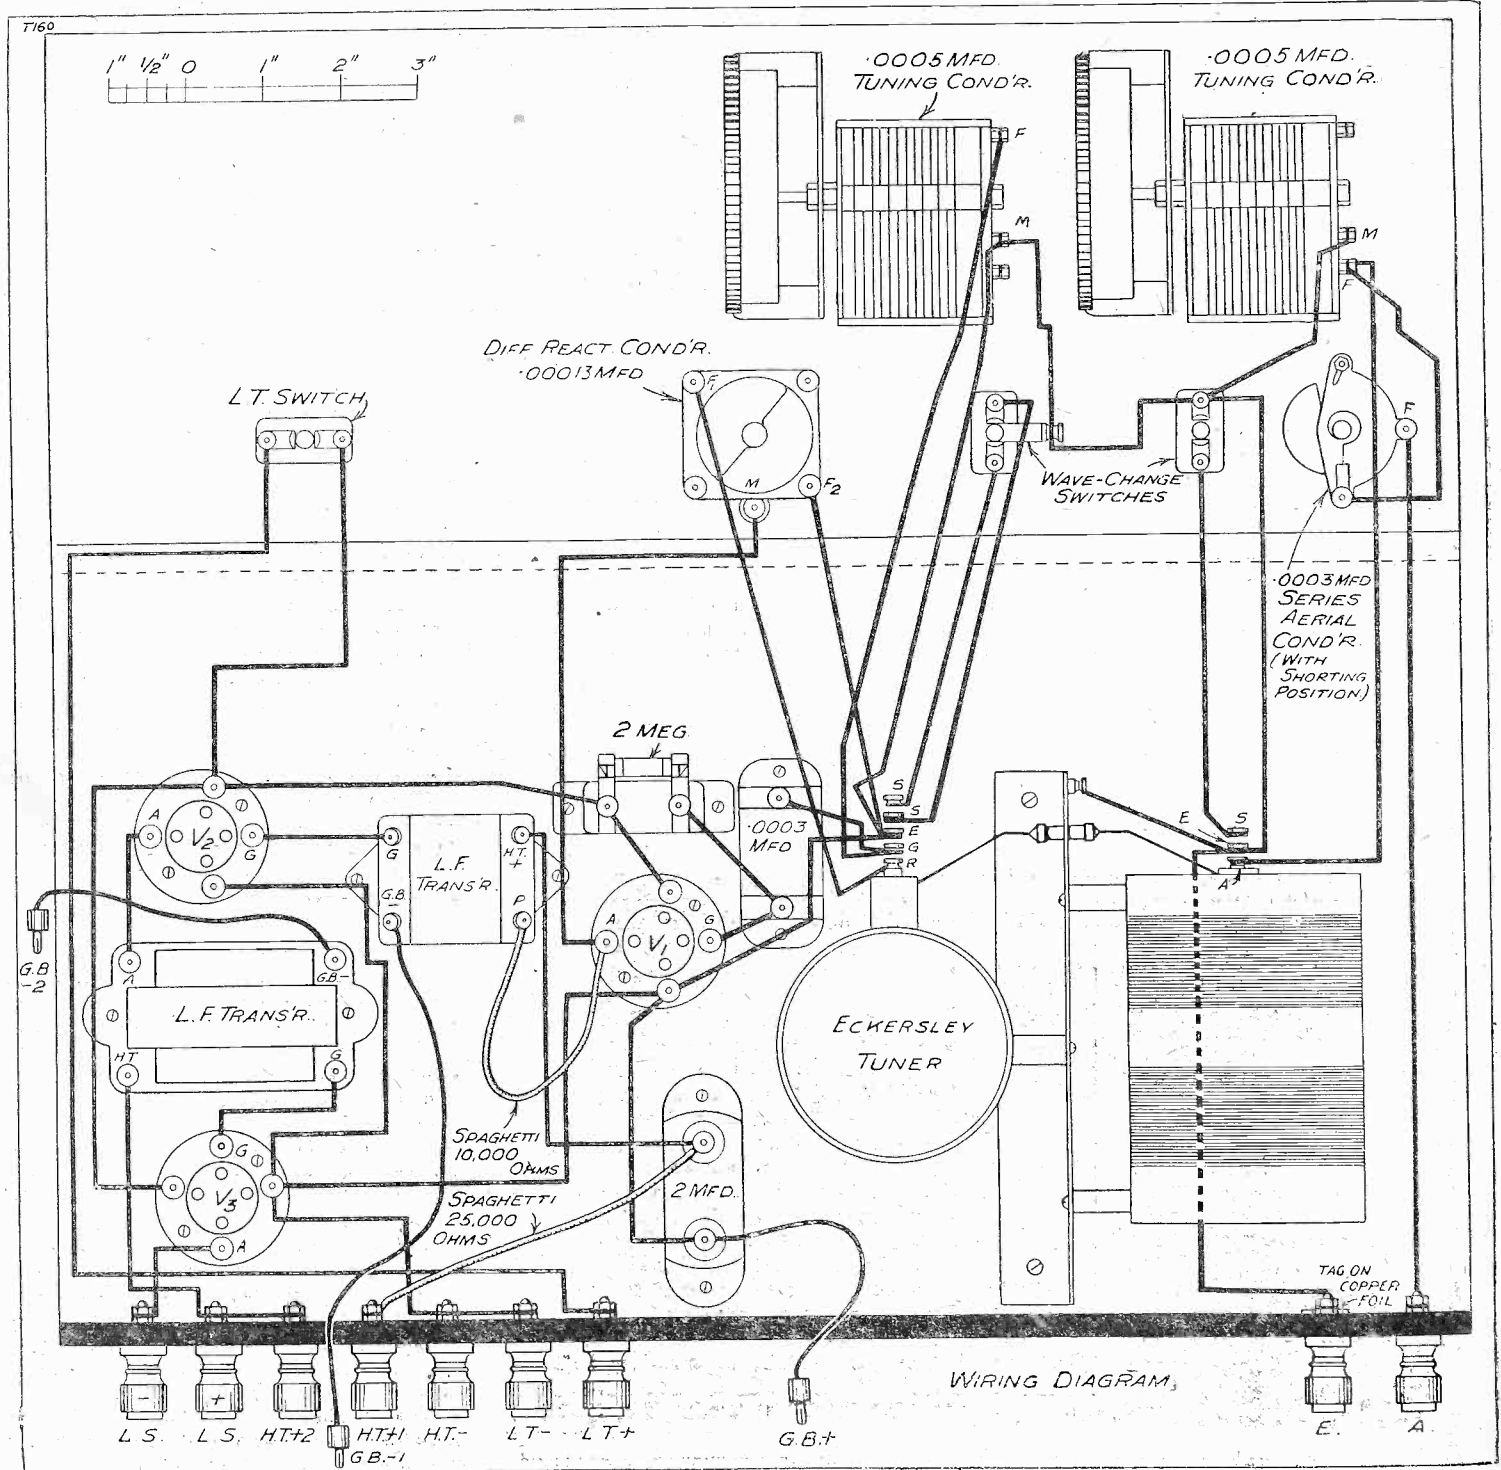 T160
1" 1/2" 0 1" 2" 3"
·0005 MFD.
TUNING COND'R.
·0005 MFD.
TUNING COND'R.
F
M
M
F
DIFF REACT. COND'R.
·00013 MFD
L.T. SWITCH
F1
M
F2
F
WAVE-CHANGE
SWITCHES
·0003 MFD
SERIES
AERIAL
COND'R.
(WITH
SHORTING
POSITION)
2 MEG
·0003
MFD
S
S
E
G
R
E
S
A
A
V2
G
G
L.F.
TRANS'R.
H.T.
+
G.B.
-
P
A
V1
G
G.B
-2
A
G.B.-
L.F. TRANS'R.
H.T
G
ECKERSLEY
TUNER
SPAGHETTI
10,000
OHMS
SPAGHETTI
25,000
OHMS
2 MFD.
G
V3
A
TAG ON
COPPER
FOIL
-
+
L.S.
L.S.
H.T.+2
H.T.+1
H.T.-
L T-
L T.+
G.B.-1
G.B.+
WIRING DIAGRAM.
E.
A.